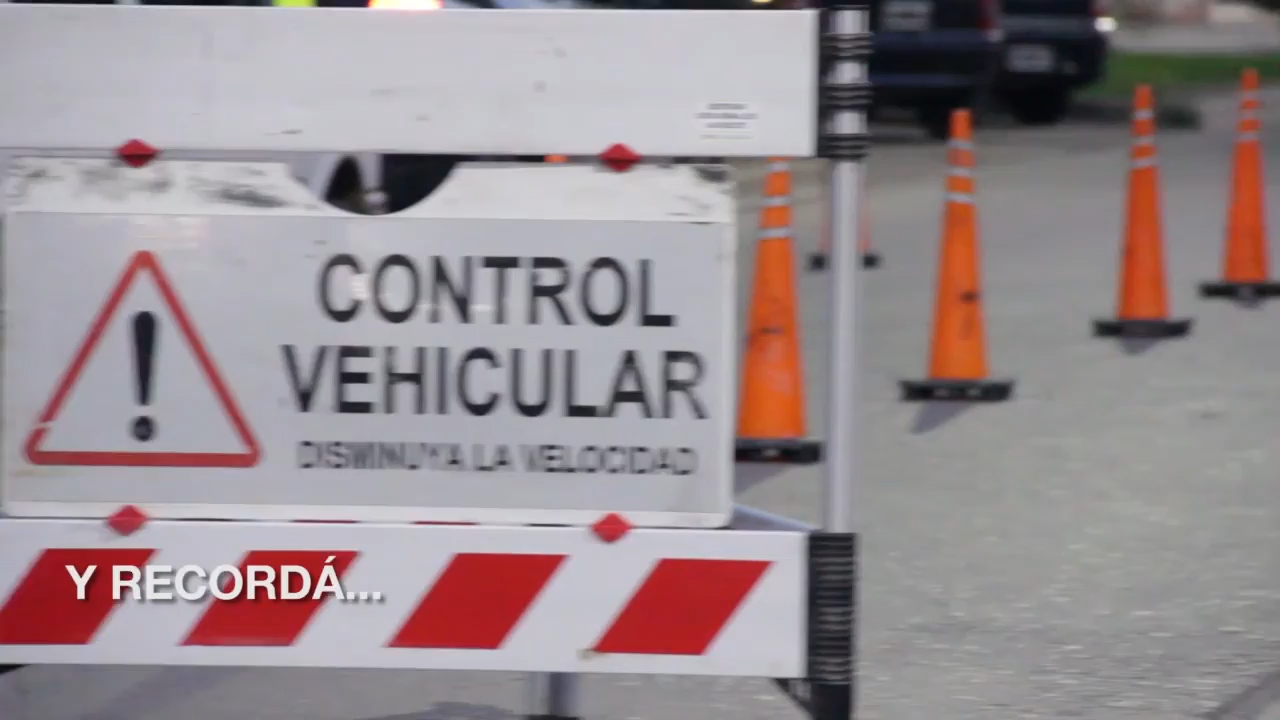 CONTROL
VEHICULAR
DISMINUYA LA VELOCIDAD
Y RECORDÁ...